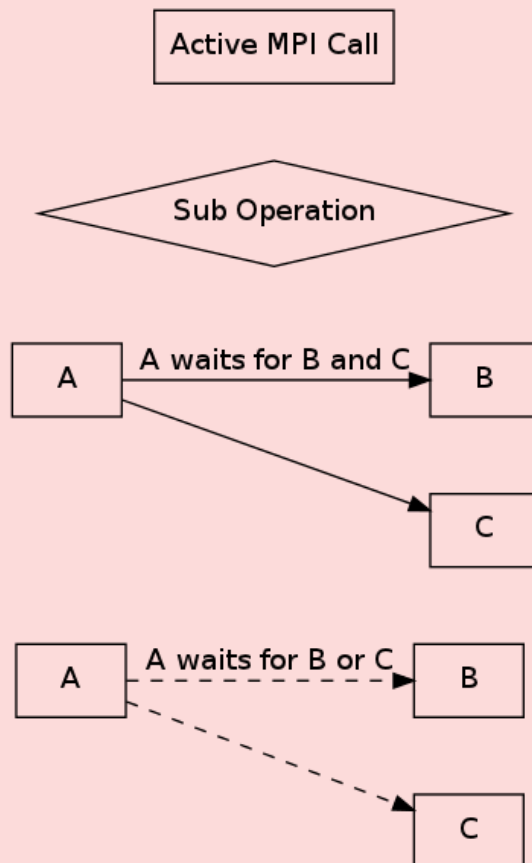 Active MPI Call
Sub Operation
A
A waits for B and C
B
C
A
A waits for B or C
B
C